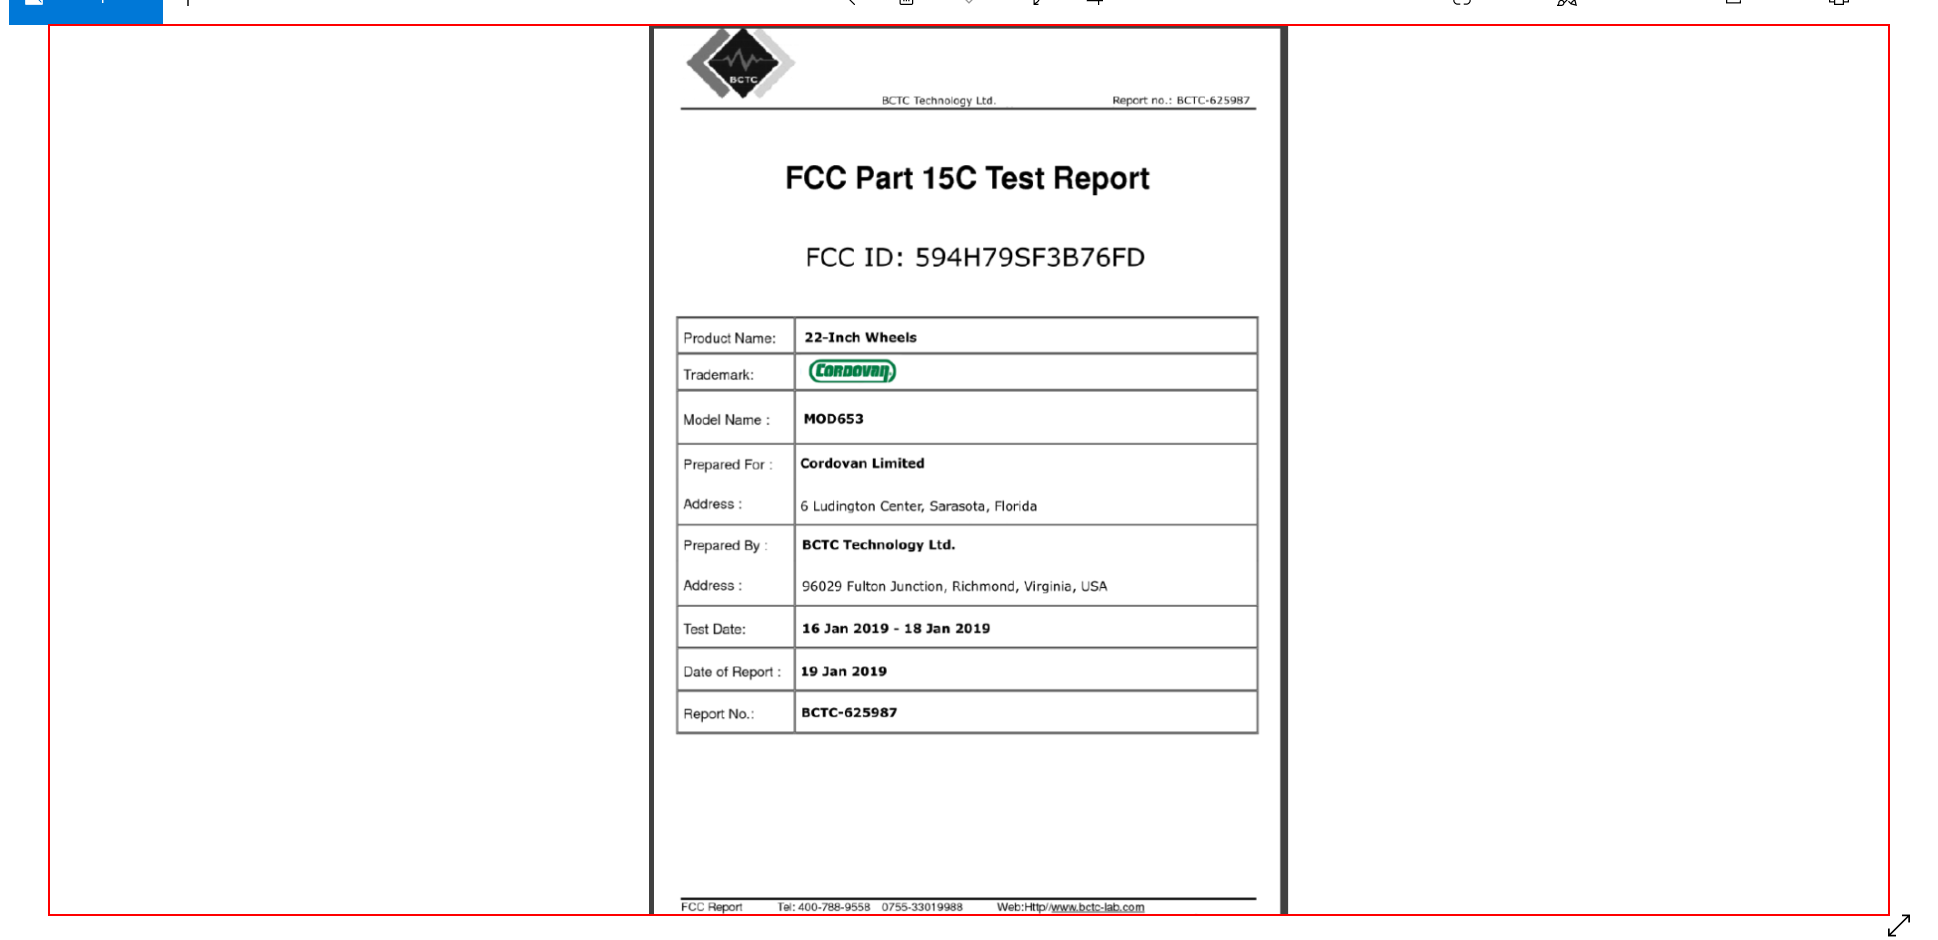 BCTC
BCTC Technology Ltd. Report no.: BCTC-625987
FCC Part 15C Test Report
FCC ID: 594H79SF3B76FD
Product Name: 22-Inch Wheels
Trademark: CORDOVAN
Model Name : MOD653
Prepared For : Cordovan Limited
Address : 6 Ludington Center, Sarasota, Florida
Prepared By : BCTC Technology Ltd.
Address : 96029 Fulton Junction, Richmond, Virginia, USA
Test Date: 16 Jan 2019 - 18 Jan 2019
Date of Report : 19 Jan 2019
Report No.: BCTC-625987
FCC Report Tel: 400-788-9558 0755-33019988 Web:Http//www.bctc-lab.com